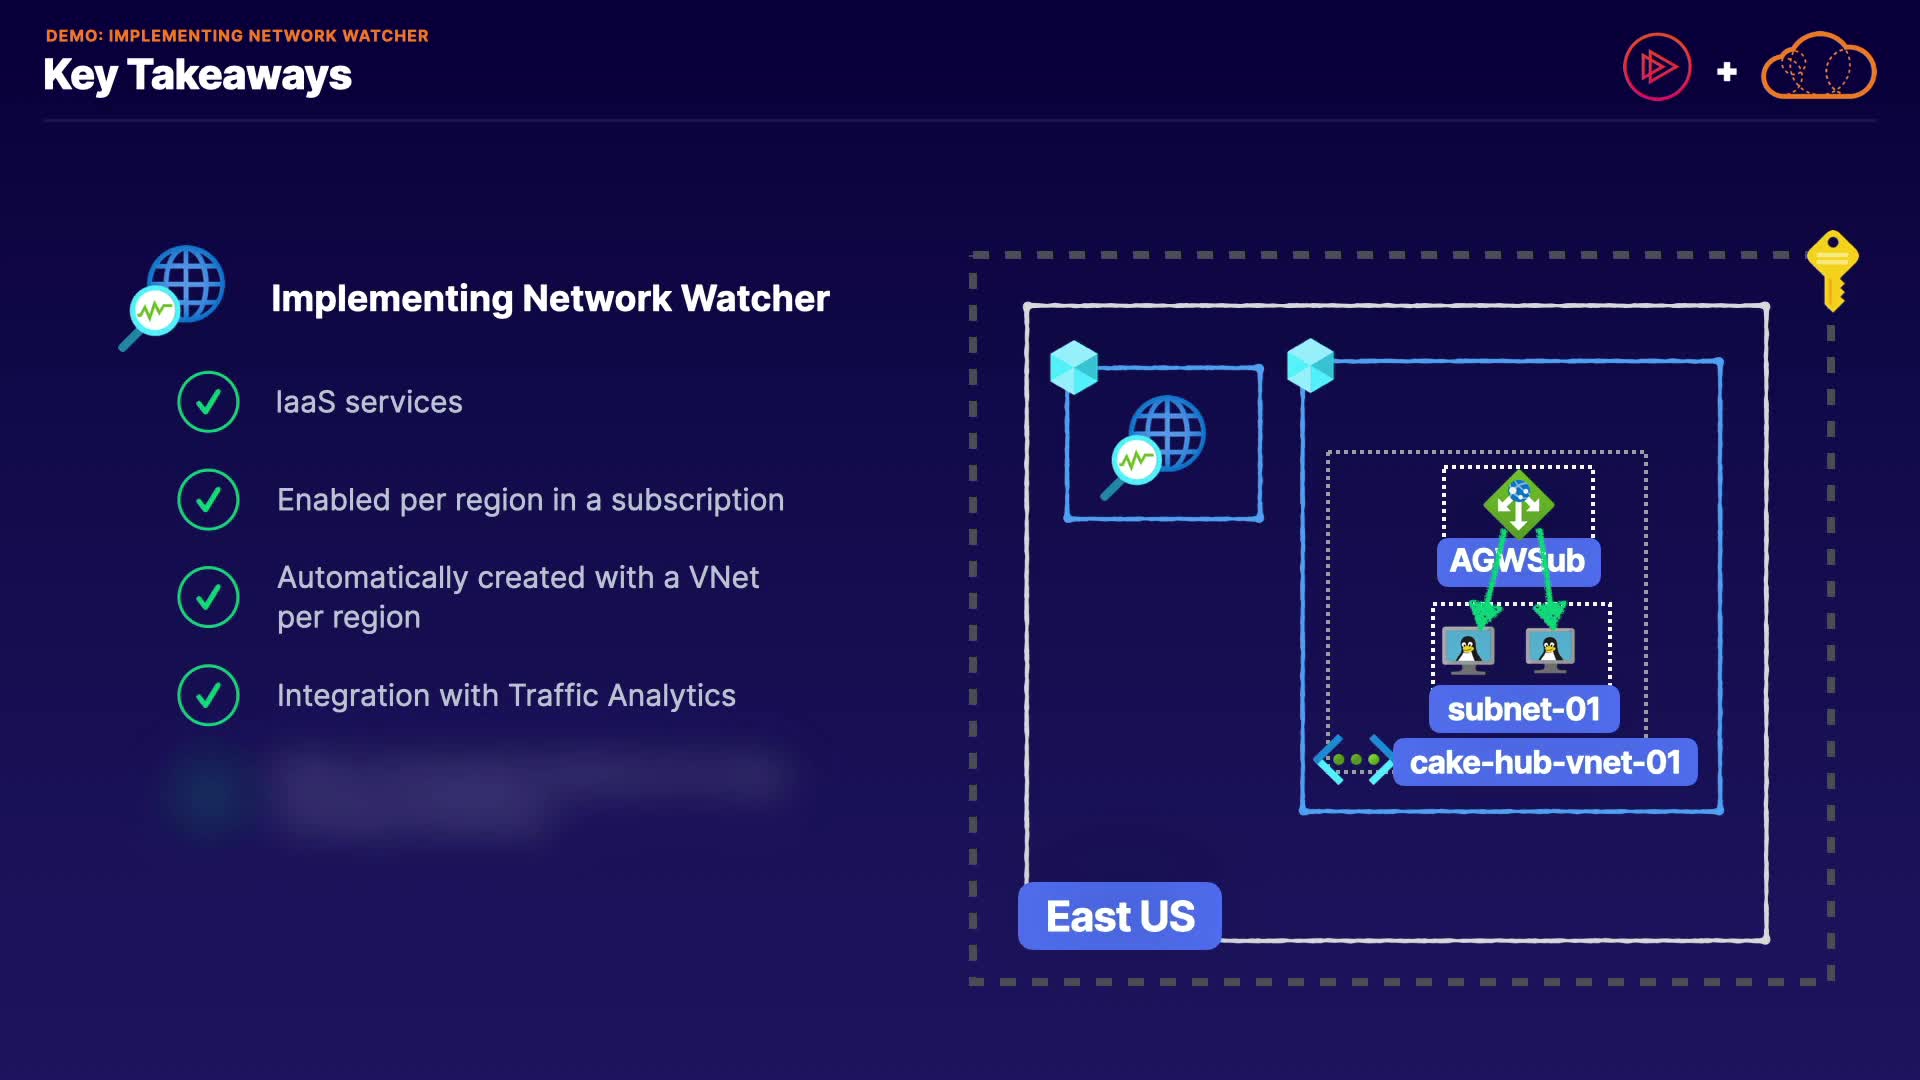 DEMO: IMPLEMENTING NETWORK WATCHER
Key Takeaways
Implementing Network Watcher
IaaS services
Enabled per region in a subscription
Automatically created with a VNet
per region
Integration with Traffic Analytics
AGWSub
subnet-01
cake-hub-vnet-01
East US